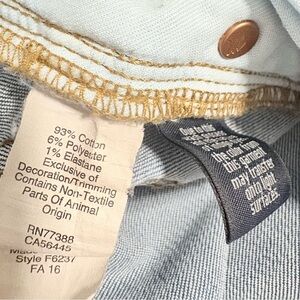 93% Cotton
6% Polyester
1% Elastane
Exclusive of
Decoration/Trimming
Contains Non-Textile
Parts Of Animal
Origin
RN77388
CA56445
Style F6237
FA 16
this garment
may transfer
onto light
surfaces.